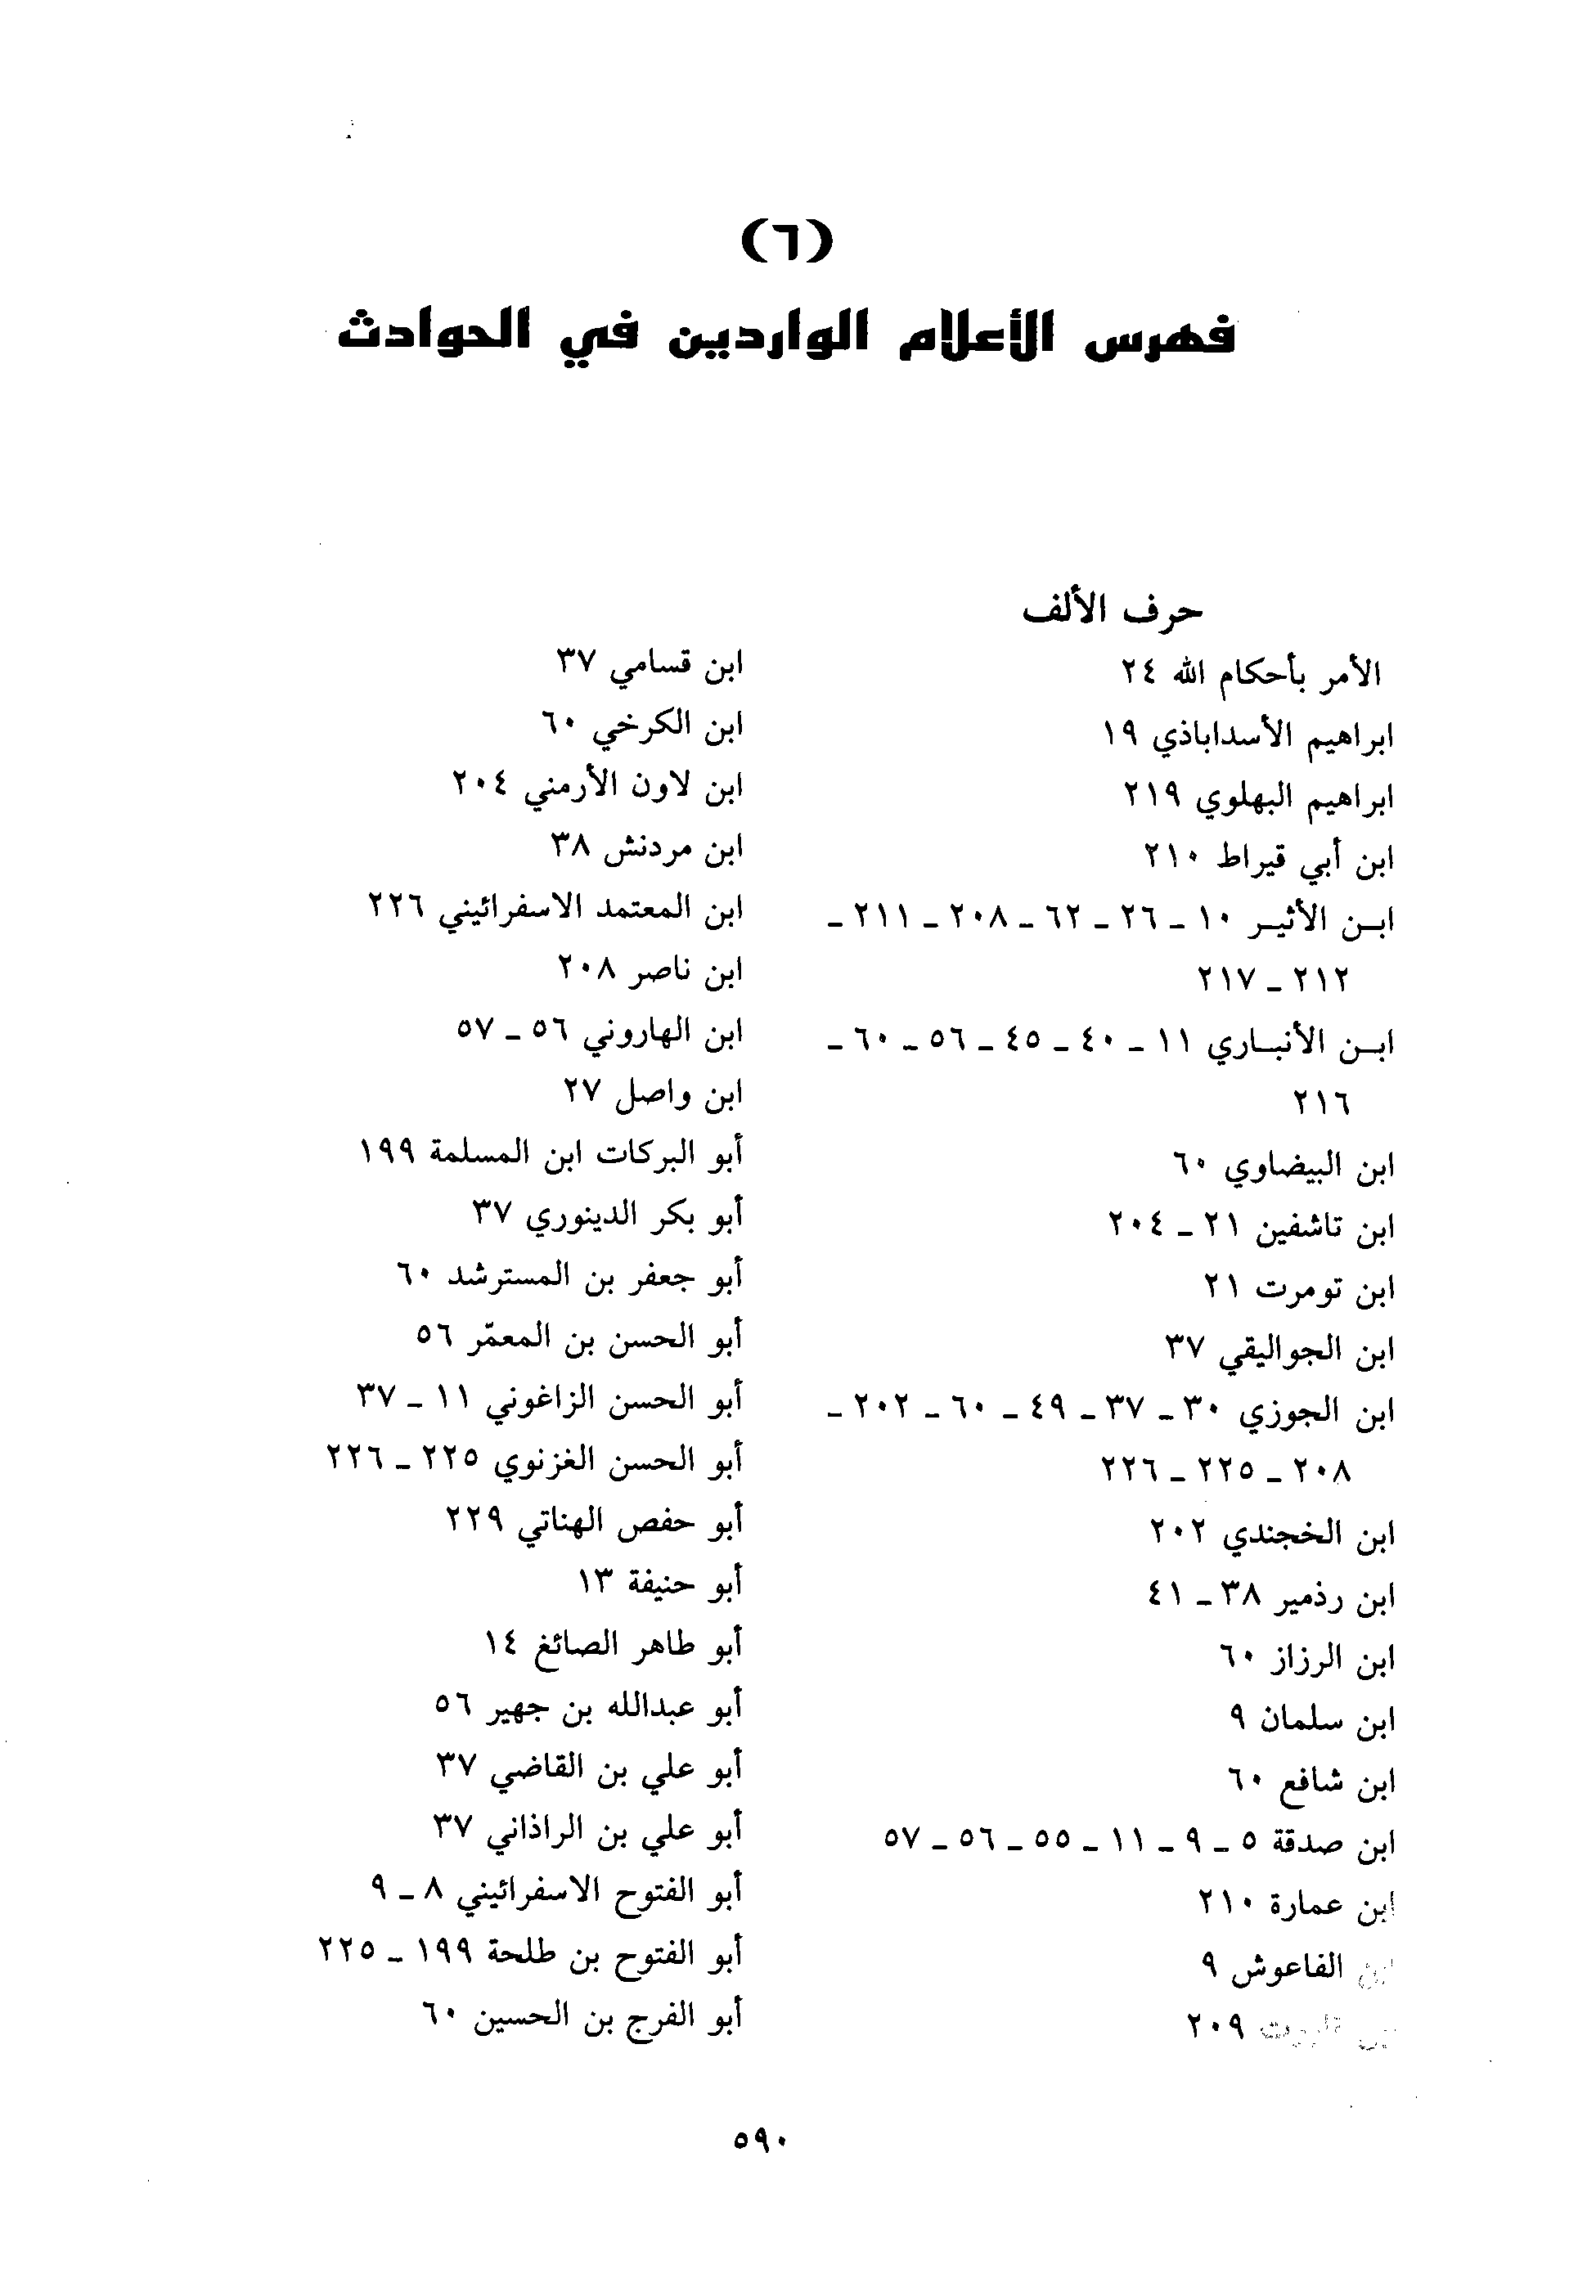 (٦)
فهرس الأعلام الواردين في الحوادث
حرف الألف
الأمر بأحكام الله ٢٤
ابراهيم الأسداباذي ١٩
ابراهيم البهلوي ٢١٩
ابن أبي قيراط ٢١٠
ابن الأثير ١٠ - ٢٦ - ٦٢ - ٢٠٨ - ٢١١ -
٢١٢ - ٢١٧
ابن الأنباري ١١ - ٤٠ - ٤٥ - ٥٦ - ٦٠ -
٢١٦
ابن البيضاوي ٦٠
ابن تاشفين ٢١ - ٢٠٤
ابن تومرت ٢١
ابن الجواليقي ٣٧
ابن الجوزي ٣٠ - ٣٧ - ٤٩ - ٦٠ - ٢٠٢ -
٢٠٨ - ٢٢٥ - ٢٢٦
ابن الخجندي ٢٠٢
ابن رذمير ٣٨ - ٤١
ابن الرزاز ٦٠
ابن سلمان ٩
ابن شافع ٦٠
ابن صدقة ٥ - ٩ - ١١ - ٥٥ - ٥٦ - ٥٧
ابن عمارة ٢١٠
ابن الفاعوش ٩
٢٠٩
ابن قسامي ٣٧
ابن الكرخي ٦٠
ابن لاون الأرمني ٢٠٤
ابن مردنش ٣٨
ابن المعتمد الاسفرائيني ٢٢٦
ابن ناصر ٢٠٨
ابن الهاروني ٥٦ - ٥٧
ابن واصل ٢٧
أبو البركات ابن المسلمة ١٩٩
أبو بكر الدينوري ٣٧
أبو جعفر بن المسترشد ٦٠
أبو الحسن بن المعمّر ٥٦
أبو الحسن الزاغوني ١١ - ٣٧
أبو الحسن الغزنوي ٢٢٥ - ٢٢٦
أبو حفص الهناتي ٢٢٩
أبو حنيفة ١٣
أبو طاهر الصائغ ١٤
أبو عبدالله بن جهير ٥٦
أبو علي بن القاضي ٣٧
أبو علي بن الراذاني ٣٧
أبو الفتوح الاسفرائيني ٨ - ٩
أبو الفتوح بن طلحة ١٩٩ - ٢٢٥
أبو الفرج بن الحسين ٦٠
٥٩٠